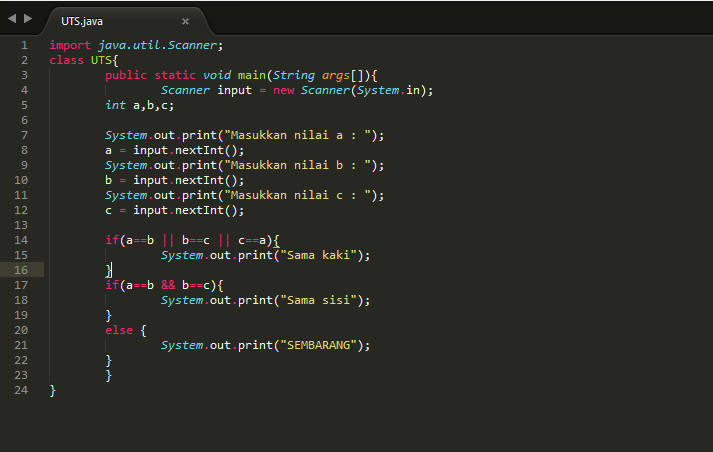 UTS.java
1 import java.util.Scanner;
2 class UTS{
3 public static void main(String args[]){
4 Scanner input = new Scanner(System.in);
5 int a,b,c;
6
7 System.out.print("Masukkan nilai a : ");
8 a = input.nextInt();
9 System.out.print("Masukkan nilai b : ");
10 b = input.nextInt();
11 System.out.print("Masukkan nilai c : ");
12 c = input.nextInt();
13
14 if(a==b || b==c || c==a){
15 System.out.print("Sama kaki");
16 }
17 if(a==b && b==c){
18 System.out.print("Sama sisi");
19 }
20 else {
21 System.out.print("SEMBARANG");
22 }
23 }
24 }